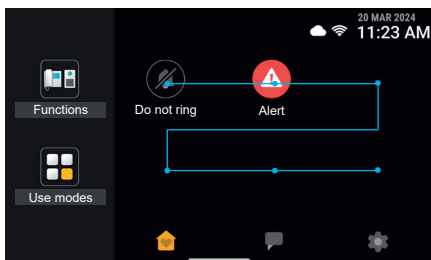 20 MAR 2024
11:23 AM
Functions
Do not ring
Alert
Use modes